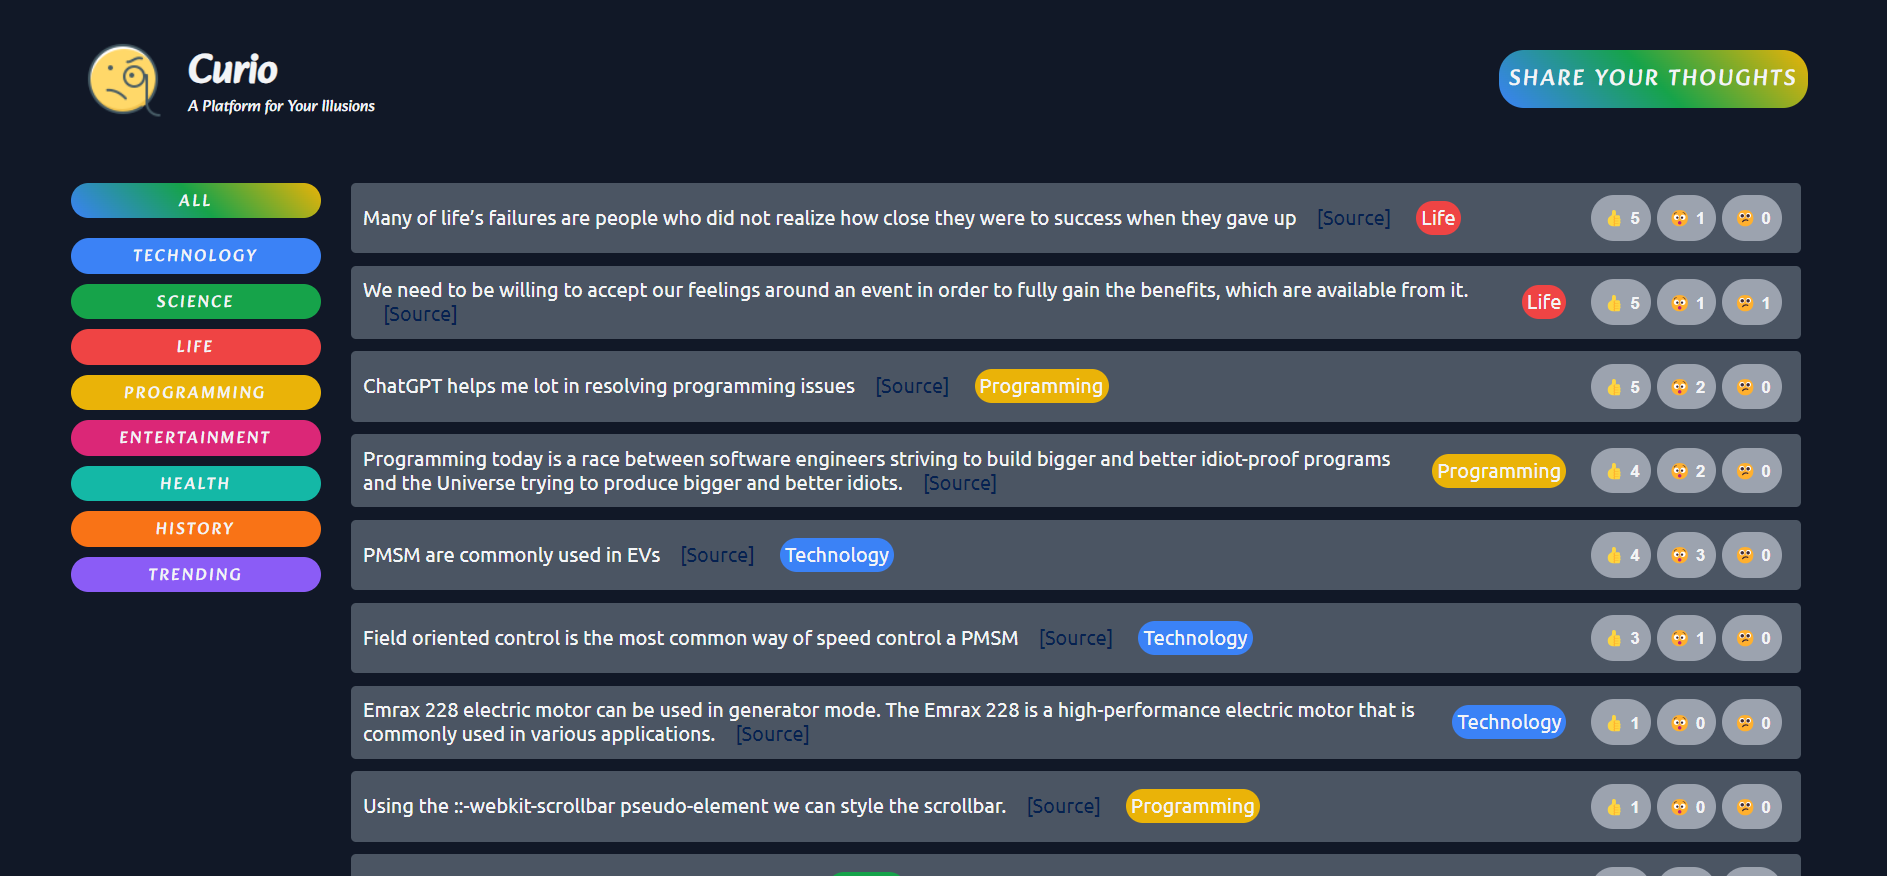 Curio
A Platform for Your Illusions
SHARE YOUR THOUGHTS
ALL
TECHNOLOGY
SCIENCE
LIFE
PROGRAMMING
ENTERTAINMENT
HEALTH
HISTORY
TRENDING
Many of life’s failures are people who did not realize how close they were to success when they gave up [Source] Life 👍 5 🤯 1 🫤 0
We need to be willing to accept our feelings around an event in order to fully gain the benefits, which are available from it.
[Source] Life 5 1 1
ChatGPT helps me lot in resolving programming issues [Source] Programming 5 2 0
Programming today is a race between software engineers striving to build bigger and better idiot-proof programs
and the Universe trying to produce bigger and better idiots. [Source] Programming 4 2 0
PMSM are commonly used in EVs [Source] Technology 4 3 0
Field oriented control is the most common way of speed control a PMSM [Source] Technology 3 1 0
Emrax 228 electric motor can be used in generator mode. The Emrax 228 is a high-performance electric motor that is
commonly used in various applications. [Source] Technology 1 0 0
Using the ::-webkit-scrollbar pseudo-element we can style the scrollbar. [Source] Programming 1 0 0